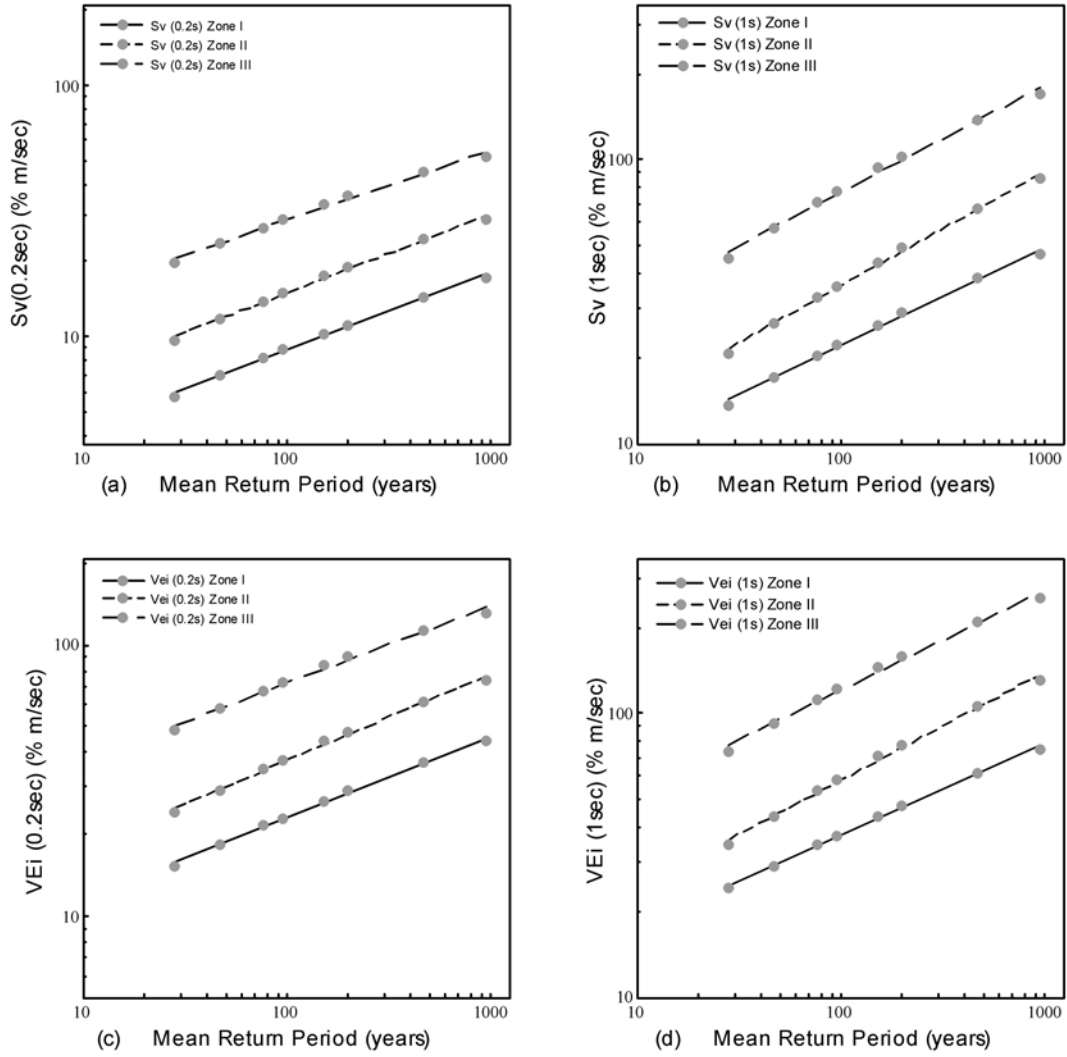 Sv (0.2s) Zone I
Sv (0.2s) Zone II
Sv (0.2s) Zone III
100
10
Sv(0.2sec) (% m/sec)
10
100
1000
(a) Mean Return Period (years)
Sv (1s) Zone I
Sv (1s) Zone II
Sv (1s) Zone III
100
10
Sv (1sec) (% m/sec)
10
100
1000
(b) Mean Return Period (years)
Vei (0.2s) Zone I
Vei (0.2s) Zone II
Vei (0.2s) Zone III
100
10
VEi (0.2sec) (% m/sec)
10
100
1000
(c) Mean Return Period (years)
Vei (1s) Zone I
Vei (1s) Zone II
Vei (1s) Zone III
100
10
VEi (1sec) (% m/sec)
10
100
1000
(d) Mean Return Period (years)